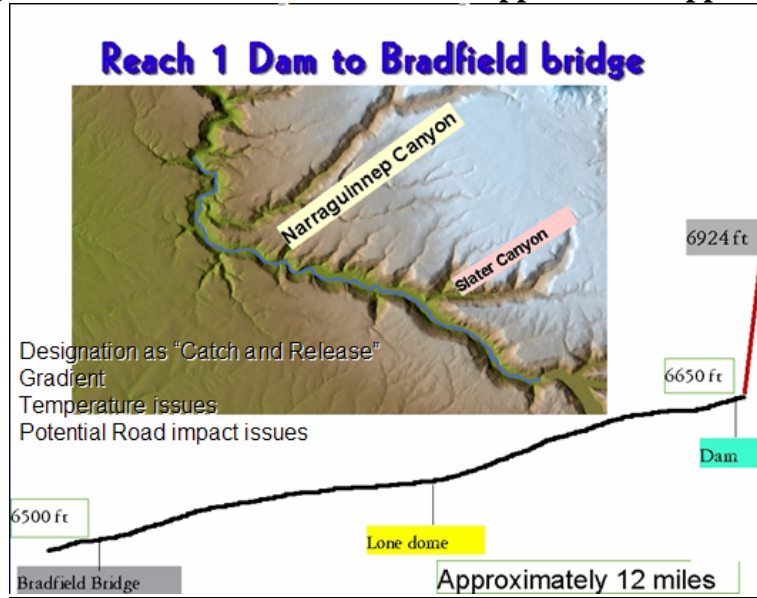 Reach 1 Dam to Bradfield bridge
Narraguinnep Canyon
Slater Canyon
6924 ft
Designation as “Catch and Release”
Gradient
Temperature issues
Potential Road impact issues
6650 ft
Dam
6500 ft
Lone dome
Bradfield Bridge
Approximately 12 miles